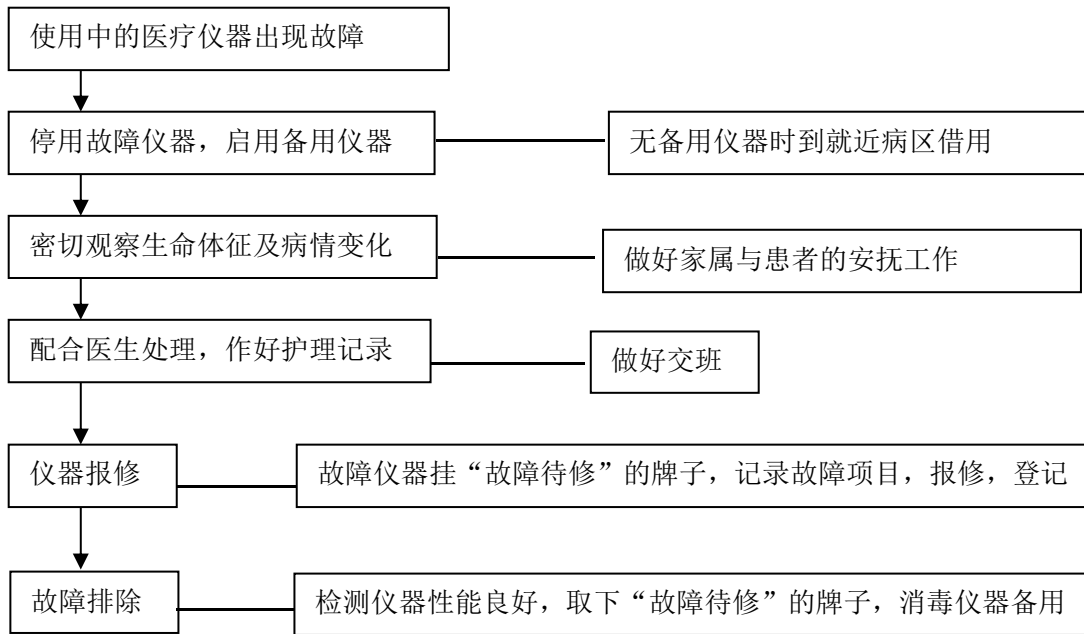 使用中的医疗仪器出现故障
停用故障仪器，启用备用仪器
无备用仪器时到就近病区借用
密切观察生命体征及病情变化
做好家属与患者的安抚工作
配合医生处理，作好护理记录
做好交班
仪器报修
故障仪器挂“故障待修”的牌子，记录故障项目，报修，登记
故障排除
检测仪器性能良好，取下“故障待修”的牌子，消毒仪器备用